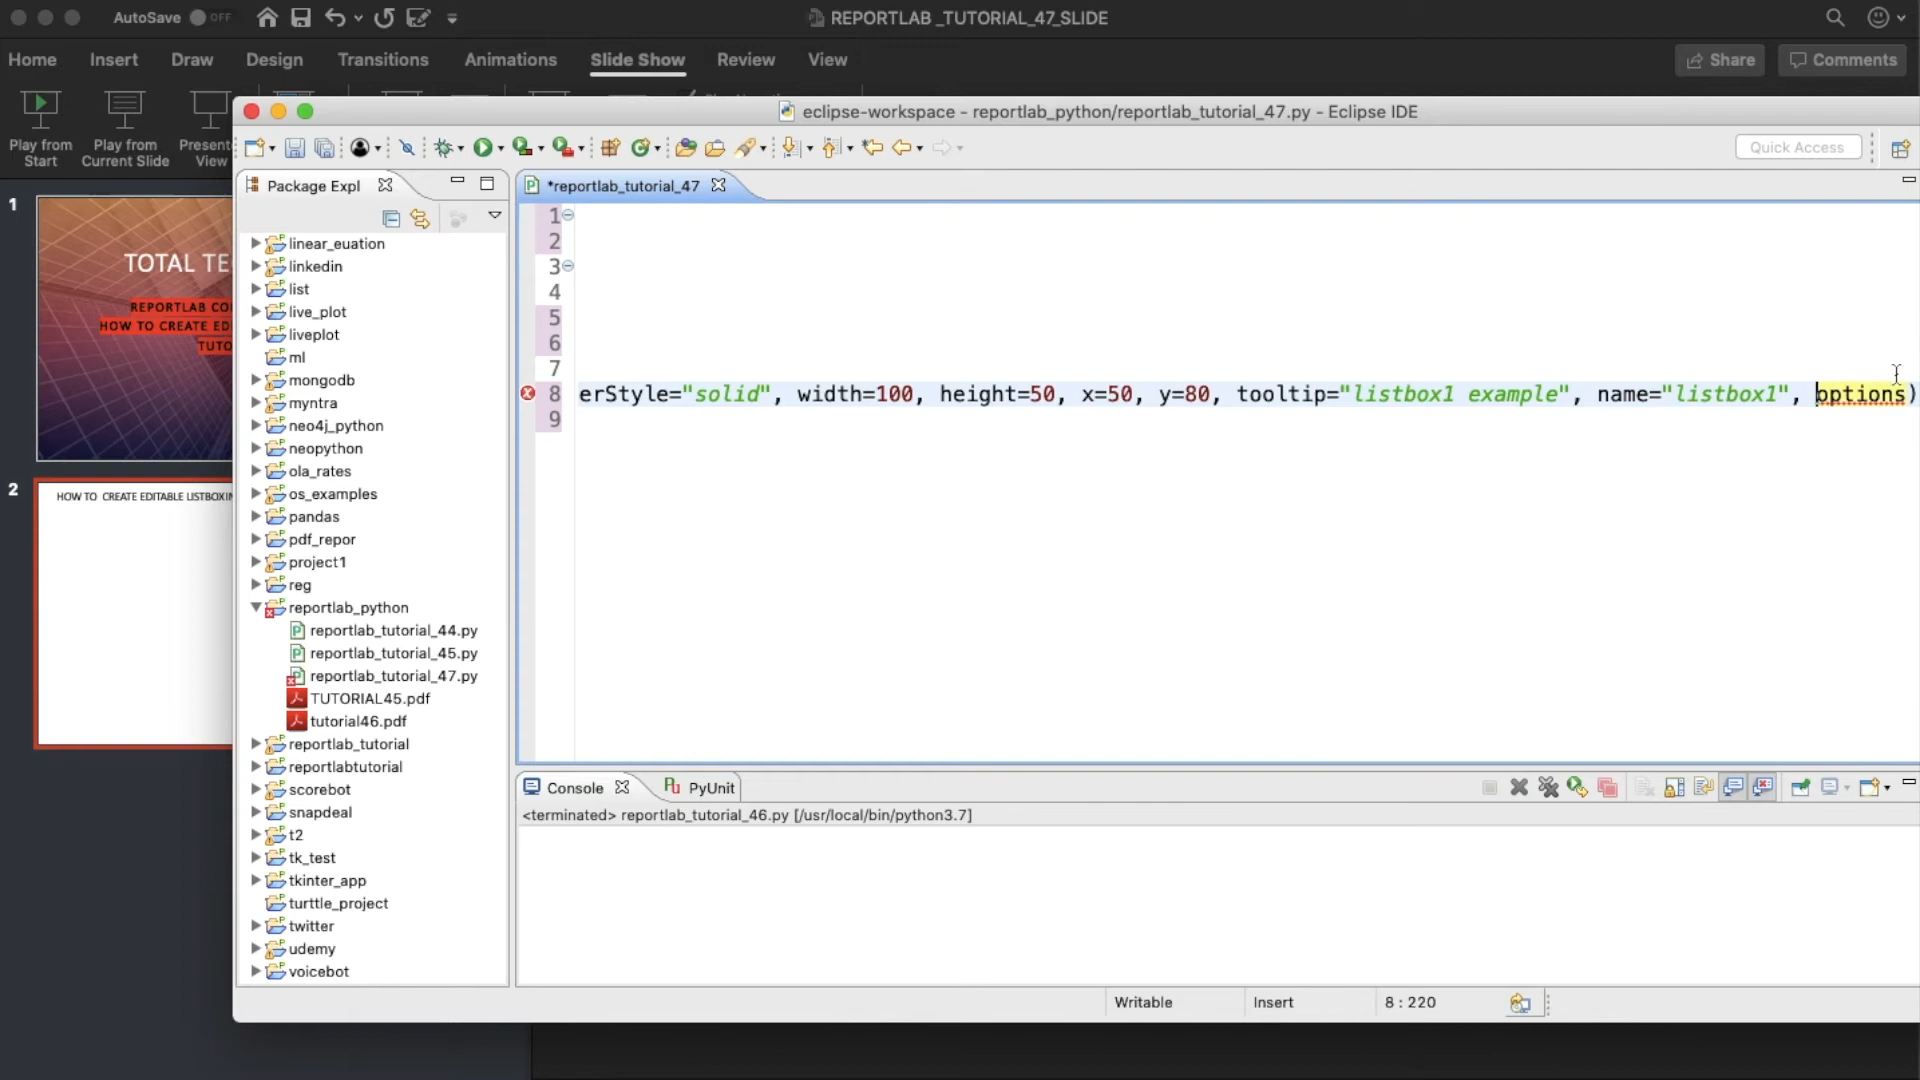 AutoSave OFF
REPORTLAB _TUTORIAL_47_SLIDE
Home Insert Draw Design Transitions Animations Slide Show Review View
Share Comments
Play from Start
Play from Current Slide
Present View
eclipse-workspace - reportlab_python/reportlab_tutorial_47.py - Eclipse IDE
Quick Access
Package Expl
*reportlab_tutorial_47
1
TOTAL TE
REPORTLAB CO
HOW TO CREATE ED
TUTO
2
HOW TO CREATE EDITABLE LISTBOXIN
linear_euation
linkedin
list
live_plot
liveplot
ml
mongodb
myntra
neo4j_python
neopython
ola_rates
os_examples
pandas
pdf_repor
project1
reg
reportlab_python
reportlab_tutorial_44.py
reportlab_tutorial_45.py
reportlab_tutorial_47.py
TUTORIAL45.pdf
tutorial46.pdf
reportlab_tutorial
reportlabtutorial
scorebot
snapdeal
t2
tk_test
tkinter_app
turttle_project
twitter
udemy
voicebot
1
2
3
4
5
6
7
8 erStyle="solid", width=100, height=50, x=50, y=80, tooltip="listbox1 example", name="listbox1", options)
9
Console PyUnit
<terminated> reportlab_tutorial_46.py [/usr/local/bin/python3.7]
Writable Insert 8 : 220